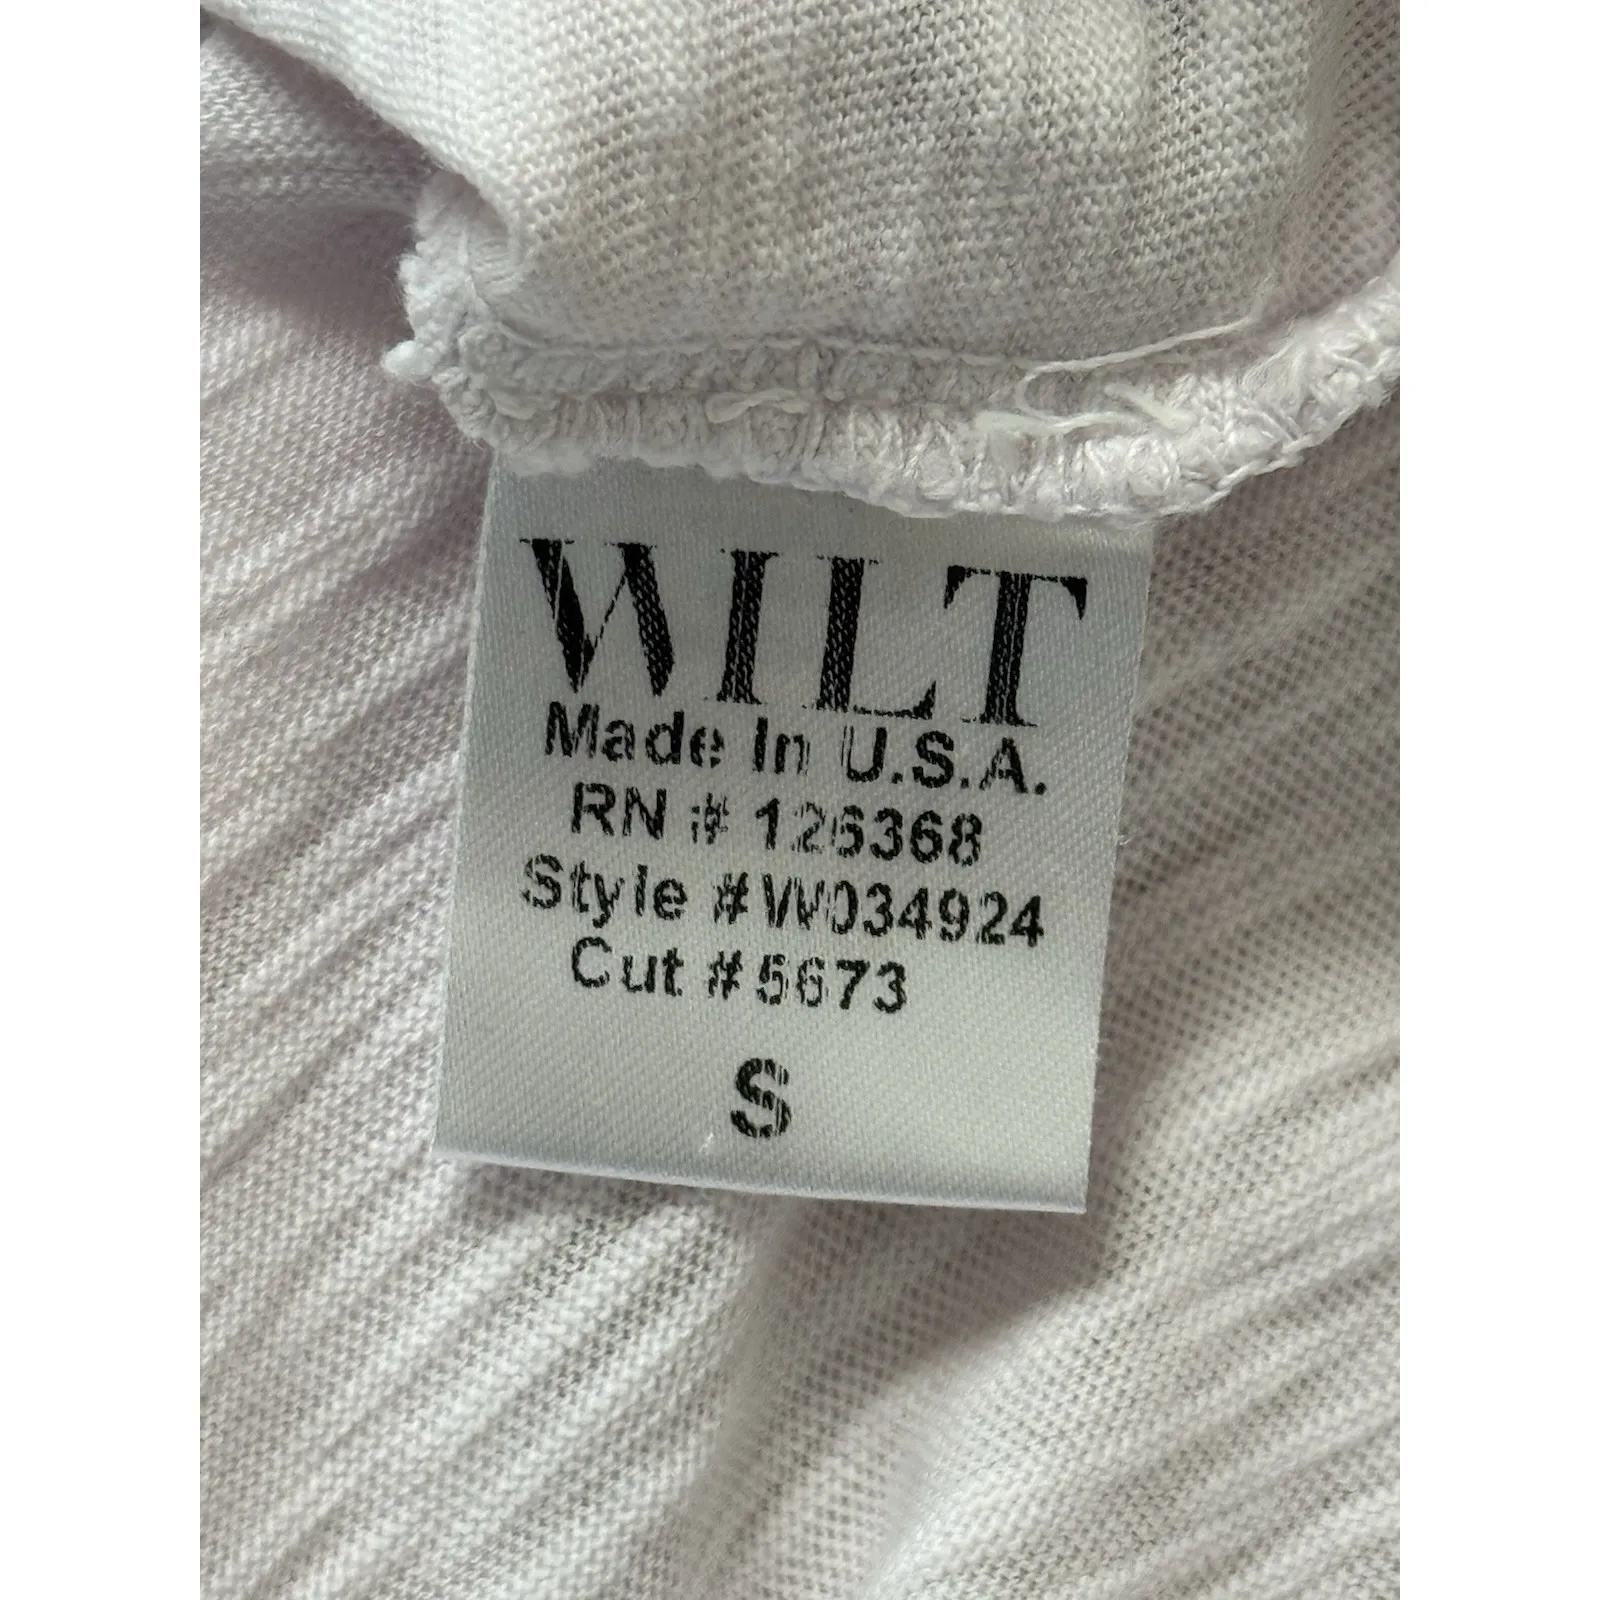 WILT
Made In U.S.A.
RN # 126368
Style #W034924
Cut #5673
S